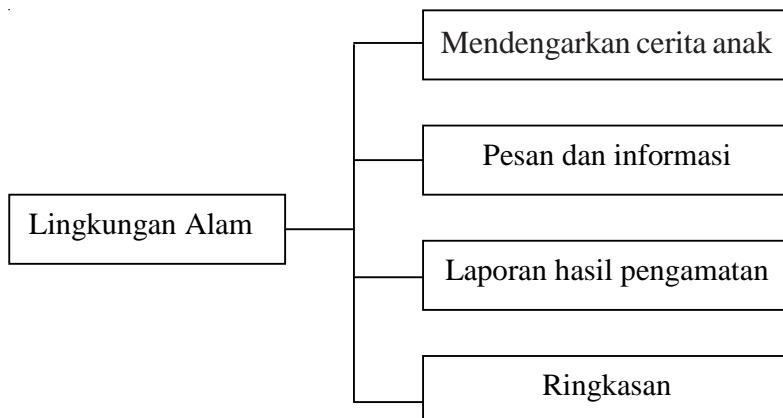 Mendengarkan cerita anak
Pesan dan informasi
Lingkungan Alam
Laporan hasil pengamatan
Ringkasan